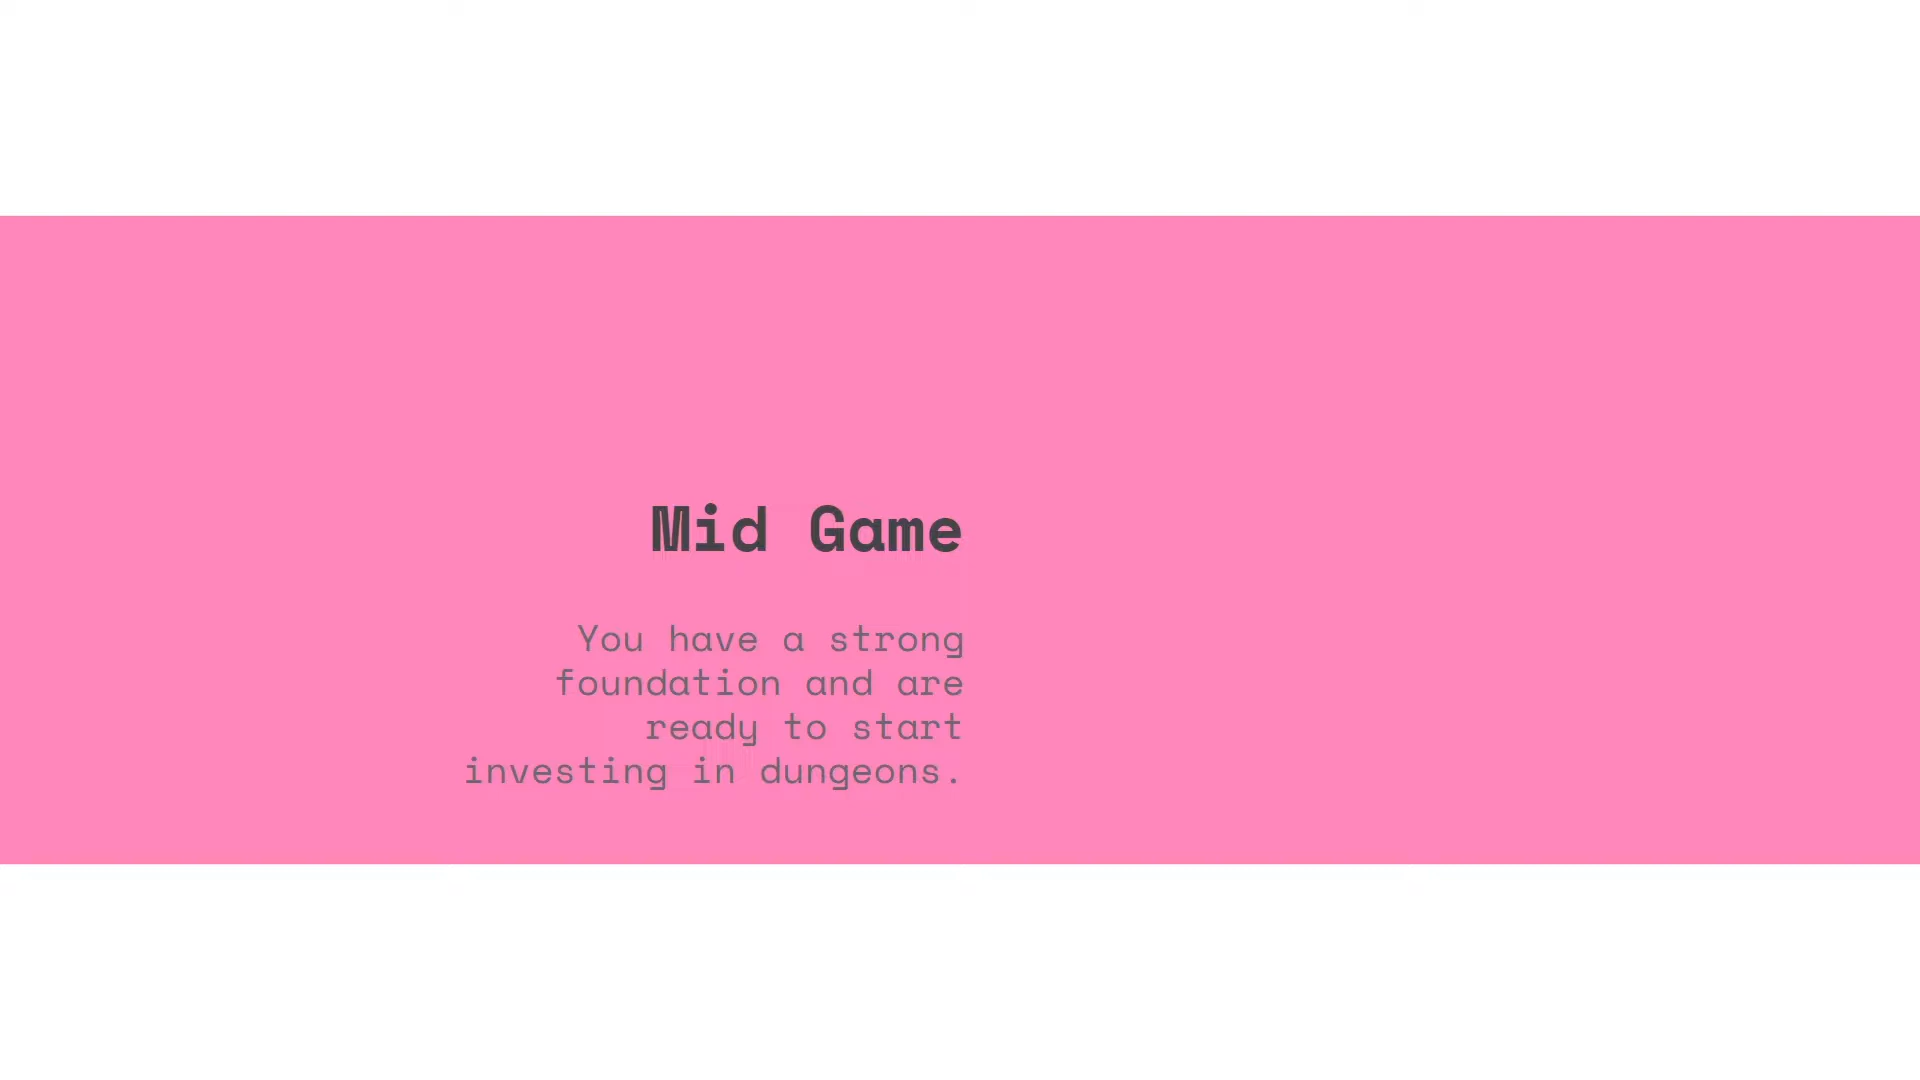 Mid Game
You have a strong
foundation and are
ready to start
investing in dungeons.